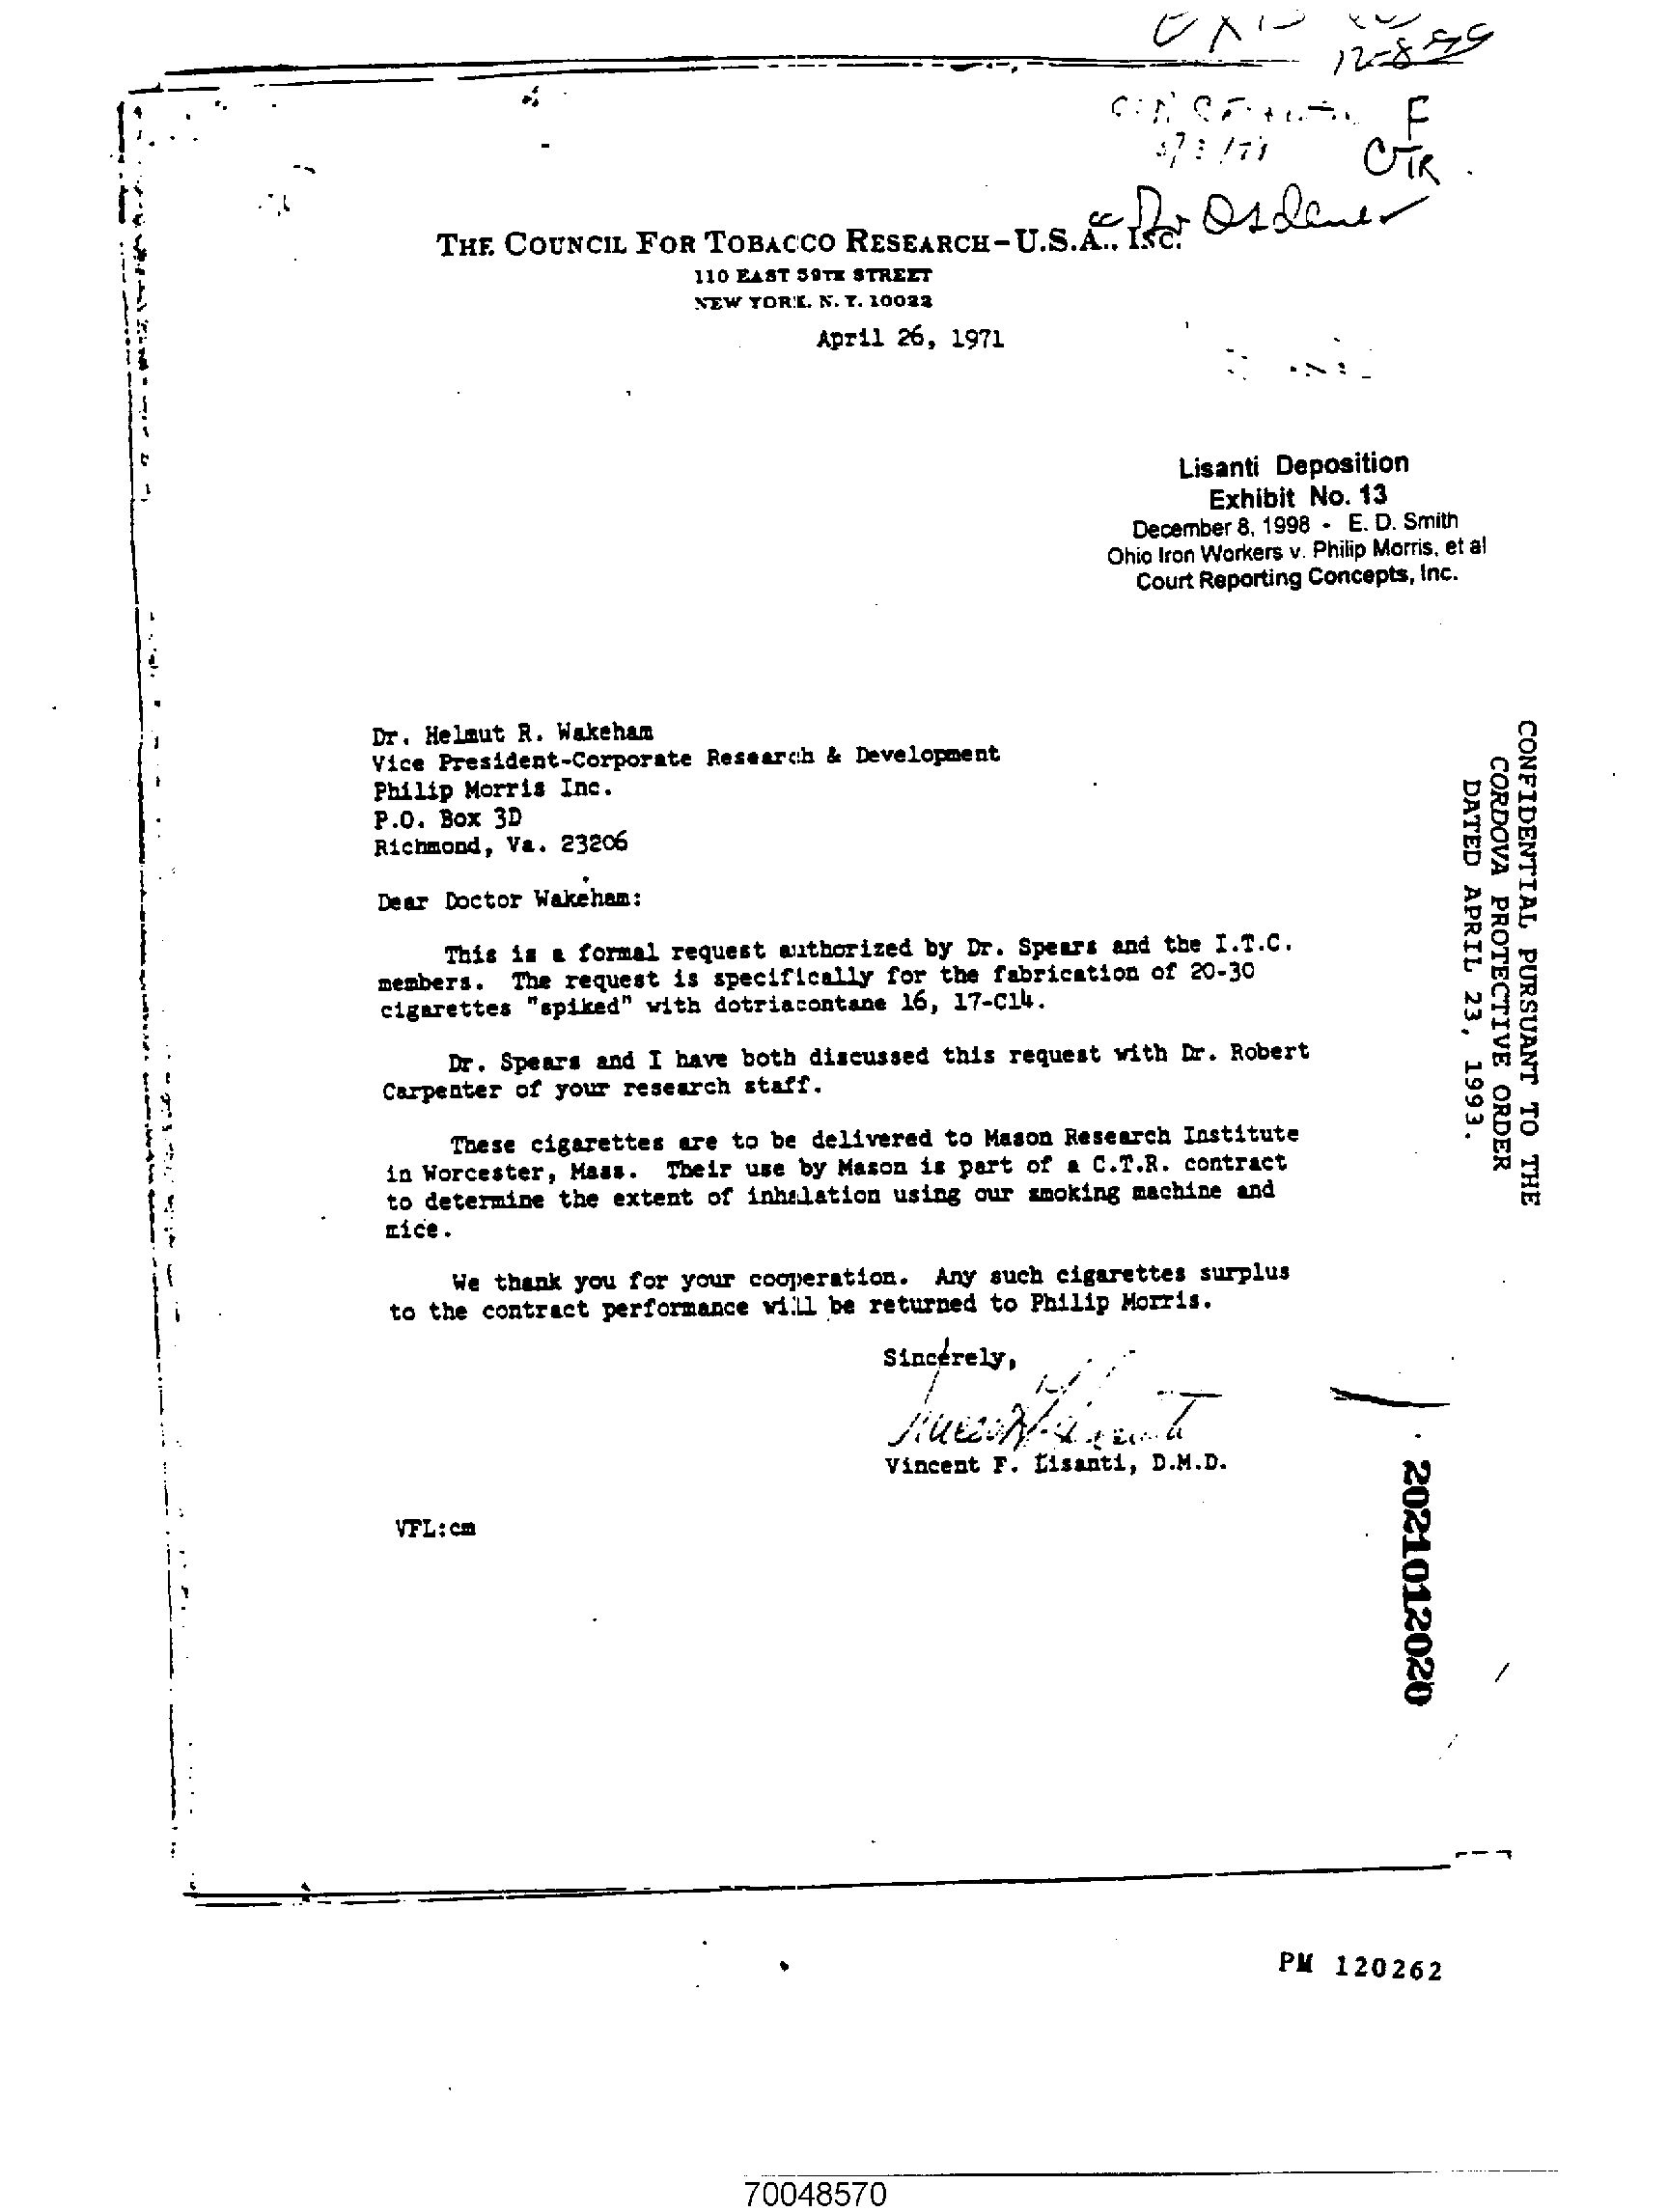 12-8
F
CTR
cc Dr Osdene
THE COUNCIL FOR TOBACCO RESEARCH-U.S.A., INC.
110 EAST 59TH STREET
NEW YORK, N. Y. 10022
April 26, 1971
Lisanti Deposition
Exhibit No. 13
December 8, 1998 - E. D. Smith
Ohio Iron Workers v. Philip Morris, et al
Court Reporting Concepts, Inc.
Dr. Helmut R. Wakeham
Vice President-Corporate Research & Development
Philip Morris Inc.
P.O. Box 3D
Richmond, Va. 23206
Dear Doctor Wakeham:
This is a formal request authorized by Dr. Spears and the I.T.C.
members. The request is specifically for the fabrication of 20-30
cigarettes "spiked" with dotriacontane 16, 17-C14.
Dr. Spears and I have both discussed this request with Dr. Robert
Carpenter of your research staff.
These cigarettes are to be delivered to Mason Research Institute
in Worcester, Mass. Their use by Mason is part of a C.T.R. contract
to determine the extent of inhalation using our smoking machine and
mice.
We thank you for your cooperation. Any such cigarettes surplus
to the contract performance will be returned to Philip Morris.
Sincerely,
Vincent F. Lisanti, D.M.D.
VFL:cm
CONFIDENTIAL PURSUANT TO THE
CORDOVA PROTECTIVE ORDER
DATED APRIL 23, 1993.
2021012020
PM 120262
70048570